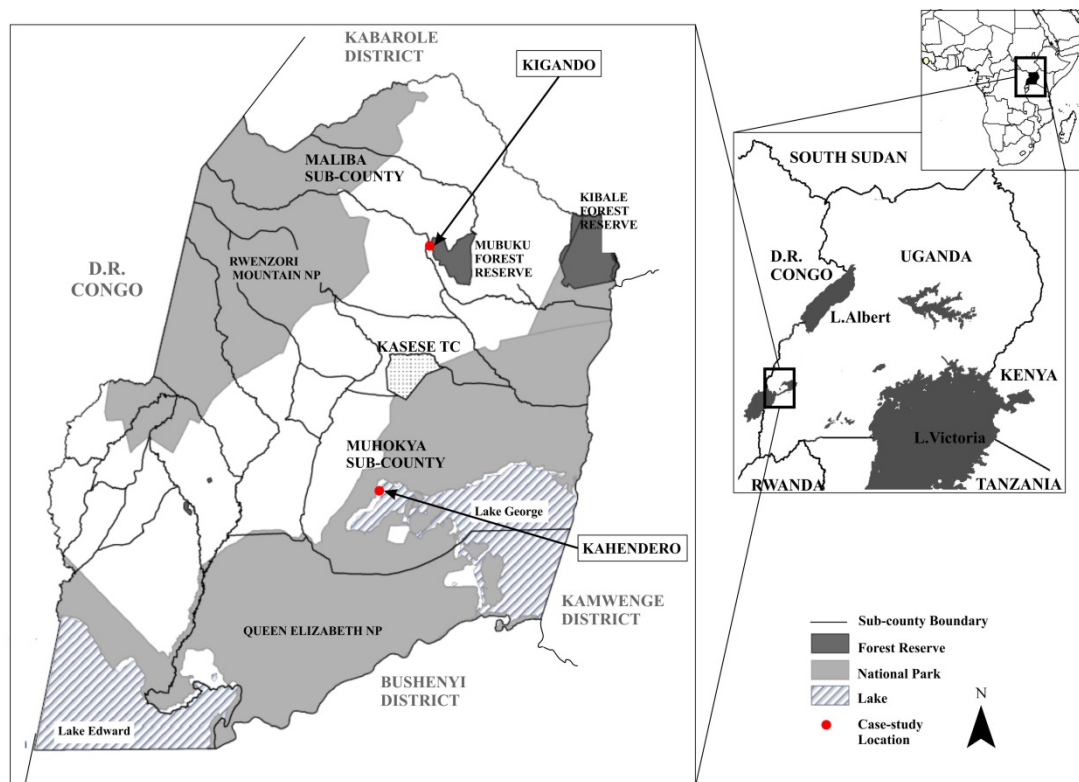 KABAROLE
DISTRICT
KIGANDO
MALIBA
SUB-COUNTY
KIBALE
FOREST
RESERVE
MUBUKU
FOREST
RESERVE
RWENZORI
MOUNTAIN NP
D.R.
CONGO
KASESE TC
MUHOKYA
SUB-COUNTY
Lake George
KAHENDERO
KAMWENGE
DISTRICT
QUEEN ELIZABETH NP
BUSHENYI
DISTRICT
Lake Edward
SOUTH SUDAN
D.R.
CONGO
UGANDA
L.Albert
KENYA
L.Victoria
RWANDA
TANZANIA
Sub-county Boundary
Forest Reserve
National Park
Lake
Case-study
Location
N